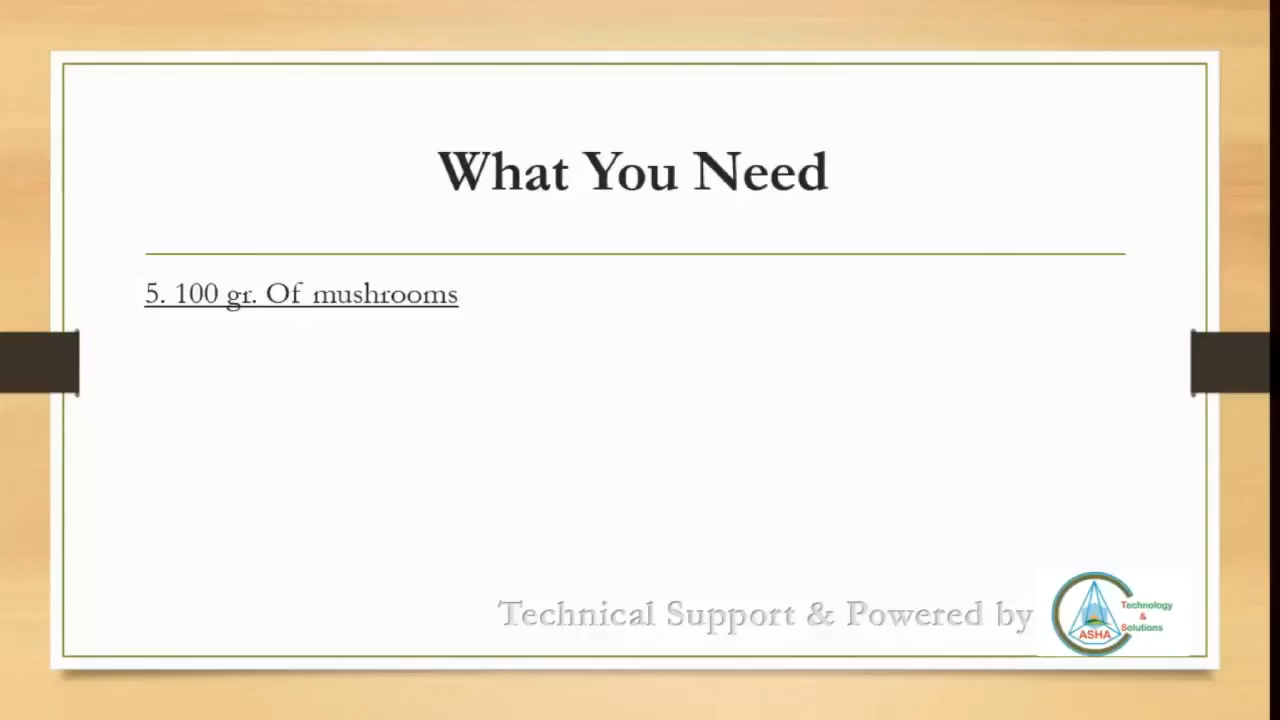 What You Need
5. 100 gr. Of mushrooms
Technical Support & Powered by
Technology
&
Solutions
ASHA